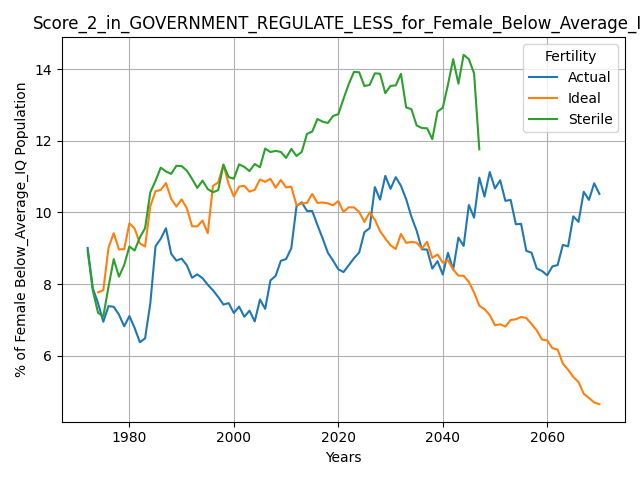 Score_2_in_GOVERNMENT_REGULATE_LESS_for_Female_Below_Average_I
Fertility
Actual
Ideal
Sterile
% of Female Below_Average_IQ Population
14
12
10
8
6
1980
2000
2020
2040
2060
Years